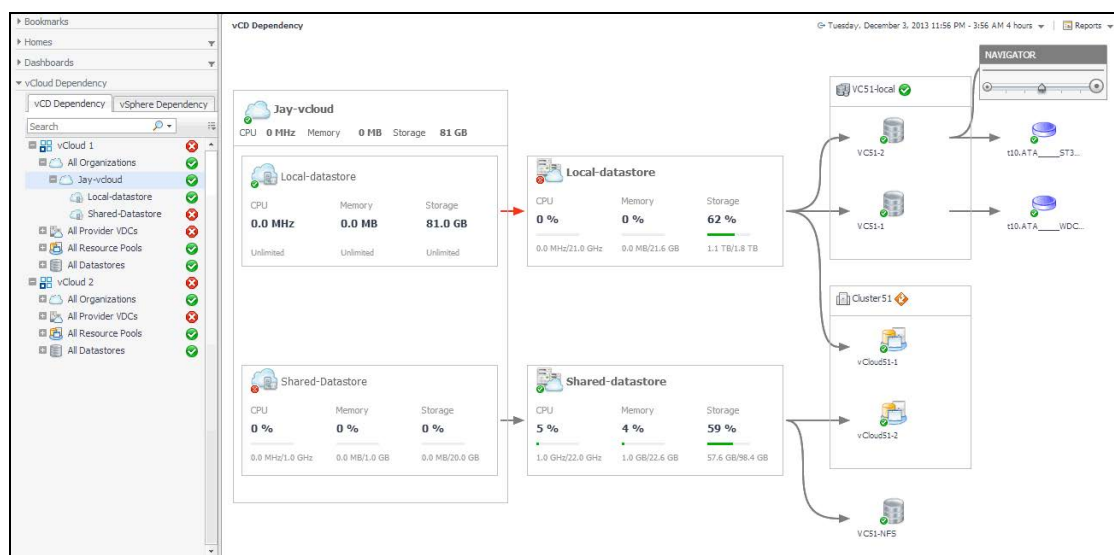 Bookmarks
Homes
Dashboards
vCloud Dependency
vCD Dependency vSphere Dependency
Search
vCloud 1
All Organizations
Jay-vcloud
Local-datastore
Shared-Datastore
All Provider VDCs
All Resource Pools
All Datastores
vCloud 2
All Organizations
All Provider VDCs
All Resource Pools
All Datastores
vCD Dependency
Tuesday, December 3, 2013 11:56 PM - 3:56 AM 4 hours Reports
NAVIGATOR
Jay-vcloud
CPU 0 MHz Memory 0 MB Storage 81 GB
Local-datastore
CPU Memory Storage
0.0 MHz 0.0 MB 81.0 GB
Unlimited Unlimited Unlimited
Local-datastore
CPU Memory Storage
0 % 0 % 62 %
0.0 MHz/21.0 GHz 0.0 MB/21.6 GB 1.1 TB/1.8 TB
VC51-local
VC51-2
t10.ATA_____ST3...
VC51-1
t10.ATA_____WDC...
Cluster51
vCloud51-1
vCloud51-2
Shared-Datastore
CPU Memory Storage
0 % 0 % 0 %
0.0 MHz/1.0 GHz 0.0 MB/1.0 GB 0.0 MB/20.0 GB
Shared-datastore
CPU Memory Storage
5 % 4 % 59 %
1.0 GHz/22.0 GHz 1.0 GB/22.6 GB 57.6 GB/98.4 GB
VC51-NFS